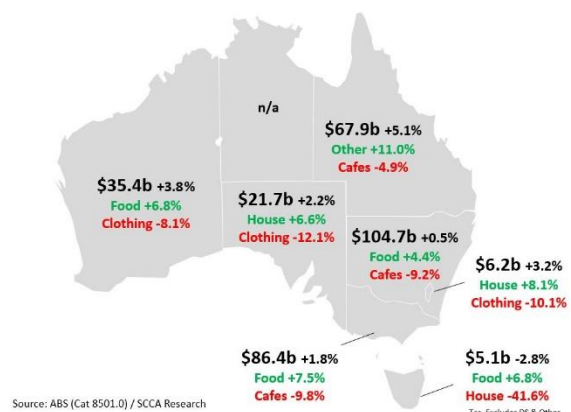 n/a
$67.9b +5.1%
Other +11.0%
Cafes -4.9%
$35.4b +3.8%
Food +6.8%
Clothing -8.1%
$21.7b +2.2%
House +6.6%
Clothing -12.1%
$104.7b +0.5%
Food +4.4%
Cafes -9.2%
$6.2b +3.2%
House +8.1%
Clothing -10.1%
$86.4b +1.8%
Food +7.5%
Cafes -9.8%
$5.1b -2.8%
Food +6.8%
House -41.6%
Source: ABS (Cat 8501.0) / SCCA Research
Excludes DS & Other